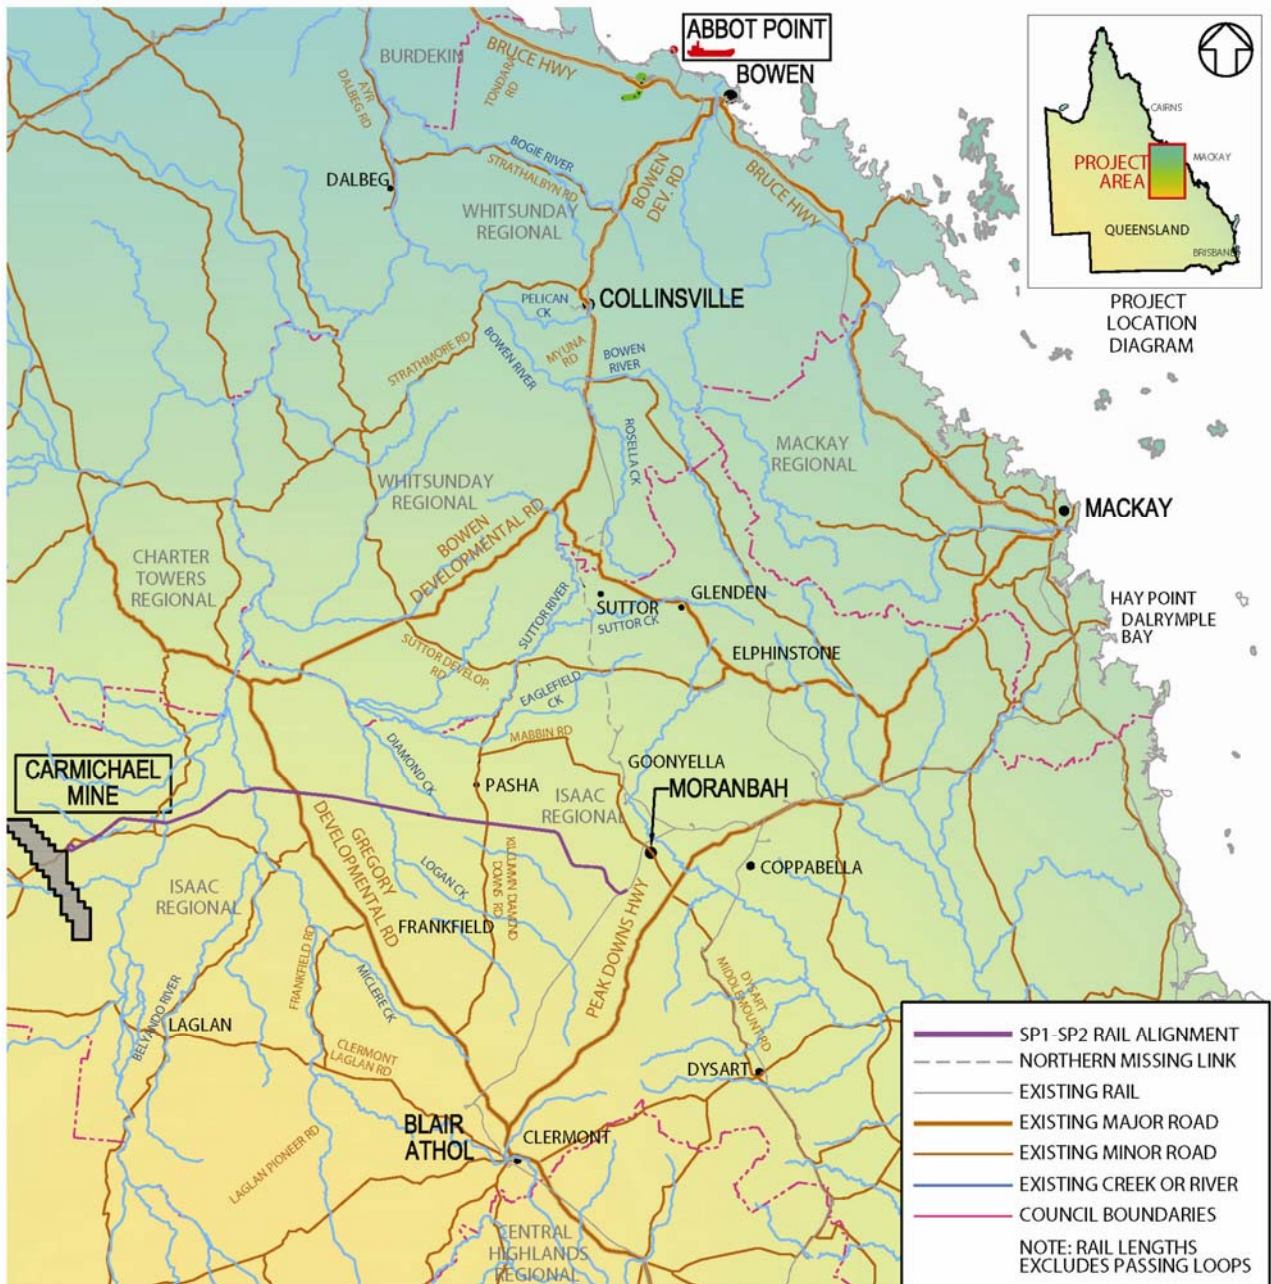 ABBOT POINT
BURDEKIN
BRUCE HWY
TONDARA
RD
BOWEN
AYR
DALBEG RD
CAIRNS
MACKAY
PROJECT
AREA
QUEENSLAND
BRISBANE
PROJECT
LOCATION
DIAGRAM
BOGIE RIVER
STRATHALBYN RD
DALBEG
BOWEN
DEV. RD
BRUCE HWY
WHITSUNDAY
REGIONAL
PELICAN
CK
COLLINSVILLE
STRATHMORE RD
BOWEN RIVER
MYUNA
RD
BOWEN
RIVER
ROSELLA CK
MACKAY
REGIONAL
WHITSUNDAY
REGIONAL
BOWEN
DEVELOPMENTAL RD
MACKAY
CHARTER
TOWERS
REGIONAL
SUTTOR RIVER
SUTTOR
SUTTOR CK
GLENDEN
HAY POINT
DALRYMPLE
BAY
SUTTOR DEVELOP.
RD
ELPHINSTONE
EAGLEFIELD
CK
MABBIN RD
DIAMOND CK
GOONYELLA
CARMICHAEL
MINE
PASHA
ISAAC
REGIONAL
MORANBAH
GREGORY
DEVELOPMENTAL RD
KILCUMMIN DIAMOND
DOWNS RD
LOGAN CK
COPPABELLA
ISAAC
REGIONAL
FRANKFIELD
PEAK DOWNS HWY
FRANKFIELD RD
MICLERE CK
DYSART
MIDDLEMOUNT RD
BELYANDO RIVER
LAGLAN
CLERMONT
LAGLAN RD
DYSART
BLAIR
ATHOL
CLERMONT
LAGLAN PIONEER RD
CENTRAL
HIGHLANDS
REGIONAL
SP1-SP2 RAIL ALIGNMENT
NORTHERN MISSING LINK
EXISTING RAIL
EXISTING MAJOR ROAD
EXISTING MINOR ROAD
EXISTING CREEK OR RIVER
COUNCIL BOUNDARIES
NOTE: RAIL LENGTHS
EXCLUDES PASSING LOOPS